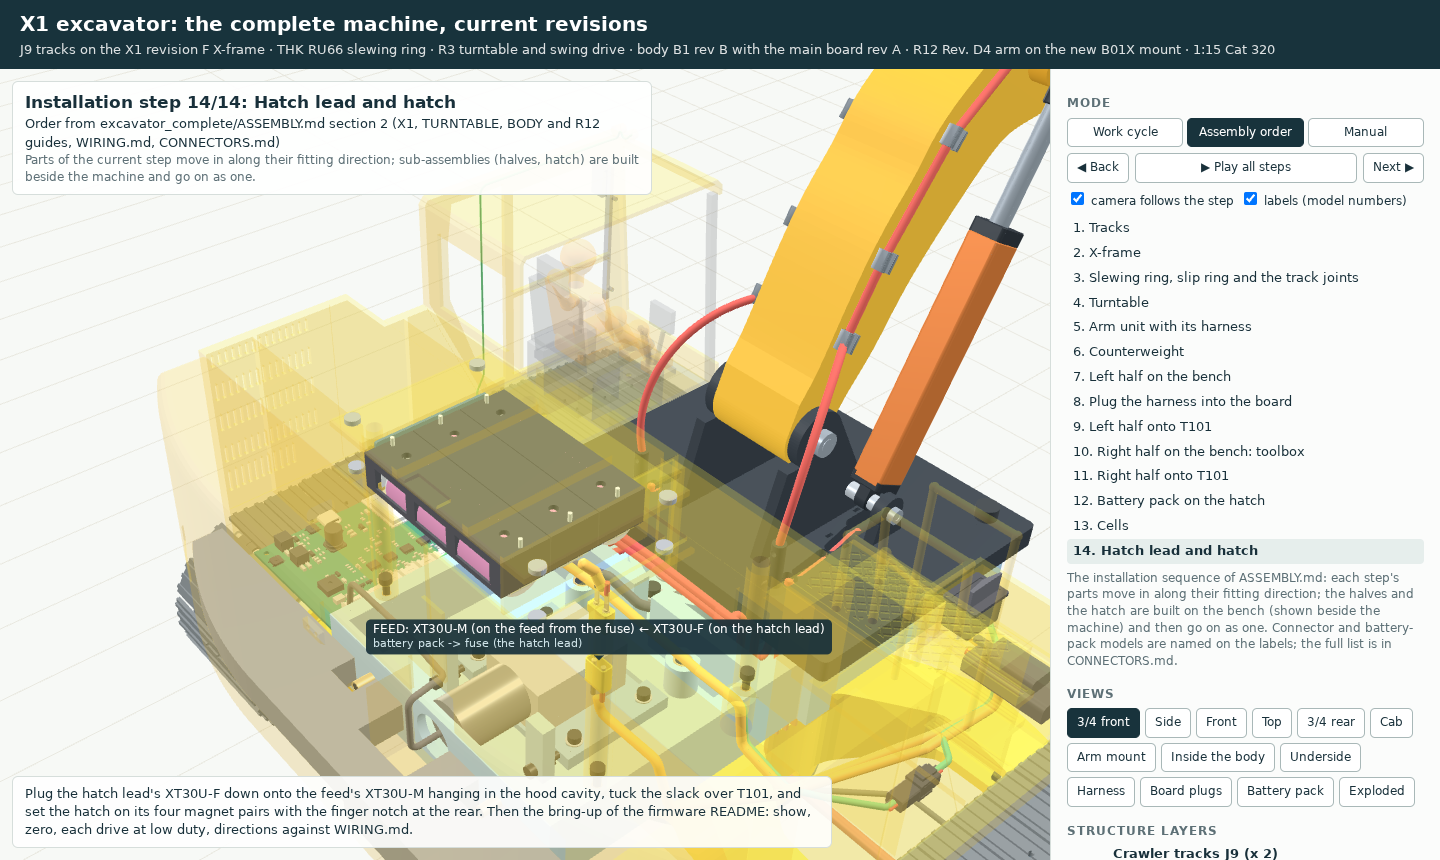 X1 excavator: the complete machine, current revisions
J9 tracks on the X1 revision F X-frame · THK RU66 slewing ring · R3 turntable and swing drive · body B1 rev B with the main board rev A · R12 Rev. D4 arm on the new B01X mount · 1:15 Cat 320
Installation step 14/14: Hatch lead and hatch
Order from excavator_complete/ASSEMBLY.md section 2 (X1, TURNTABLE, BODY and R12
guides, WIRING.md, CONNECTORS.md)
Parts of the current step move in along their fitting direction; sub-assemblies (halves, hatch) are built
beside the machine and go on as one.
FEED: XT30U-M (on the feed from the fuse) ← XT30U-F (on the hatch lead)
battery pack -> fuse (the hatch lead)
Plug the hatch lead's XT30U-F down onto the feed's XT30U-M hanging in the hood cavity, tuck the slack over T101, and
set the hatch on its four magnet pairs with the finger notch at the rear. Then the bring-up of the firmware README: show,
zero, each drive at low duty, directions against WIRING.md.
MODE
Work cycle
Assembly order
Manual
◀ Back
▶ Play all steps
Next ▶
camera follows the step
labels (model numbers)
1. Tracks
2. X-frame
3. Slewing ring, slip ring and the track joints
4. Turntable
5. Arm unit with its harness
6. Counterweight
7. Left half on the bench
8. Plug the harness into the board
9. Left half onto T101
10. Right half on the bench: toolbox
11. Right half onto T101
12. Battery pack on the hatch
13. Cells
14. Hatch lead and hatch
The installation sequence of ASSEMBLY.md: each step's
parts move in along their fitting direction; the halves and
the hatch are built on the bench (shown beside the
machine) and then go on as one. Connector and battery-
pack models are named on the labels; the full list is in
CONNECTORS.md.
VIEWS
3/4 front
Side
Front
Top
3/4 rear
Cab
Arm mount
Inside the body
Underside
Harness
Board plugs
Battery pack
Exploded
STRUCTURE LAYERS
Crawler tracks J9 (x 2)